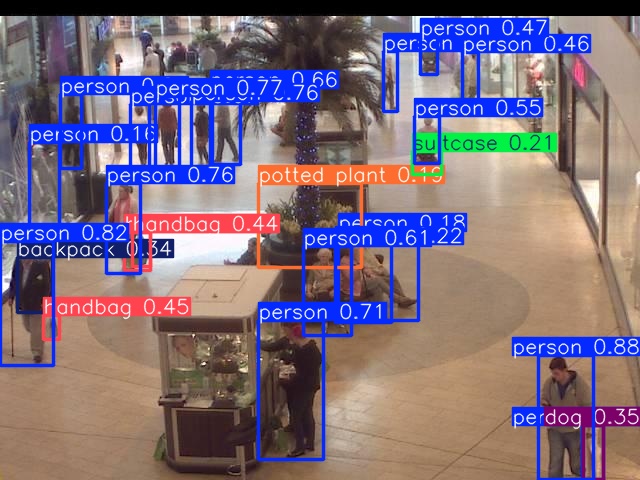 person 0.47
person
person 0.46
person 0.66
person
person 0.77
person 0.76
person 0.55
suitcase 0.21
person 0.16
person 0.76
potted plant 0.19
handbag 0.44
person 0.18
person 0.82
person 0.61
.22
backpack 0.34
handbag 0.45
person 0.71
person 0.88
per
dog 0.35